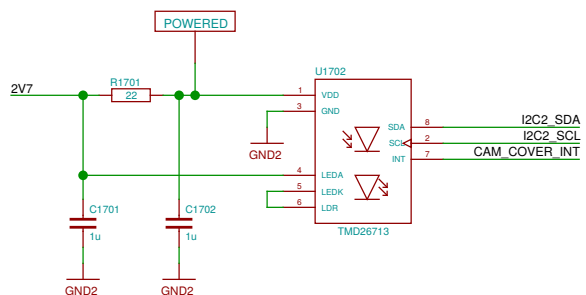 POWERED
U1702
2V7
R1701
22
1
VDD
3
GND
SDA
8
I2C2_SDA
GND2
SCL
2
I2C2_SCL
INT
7
CAM_COVER_INT
4
LEDA
5
LEDK
6
LDR
C1701
1u
C1702
1u
TMD26713
GND2
GND2